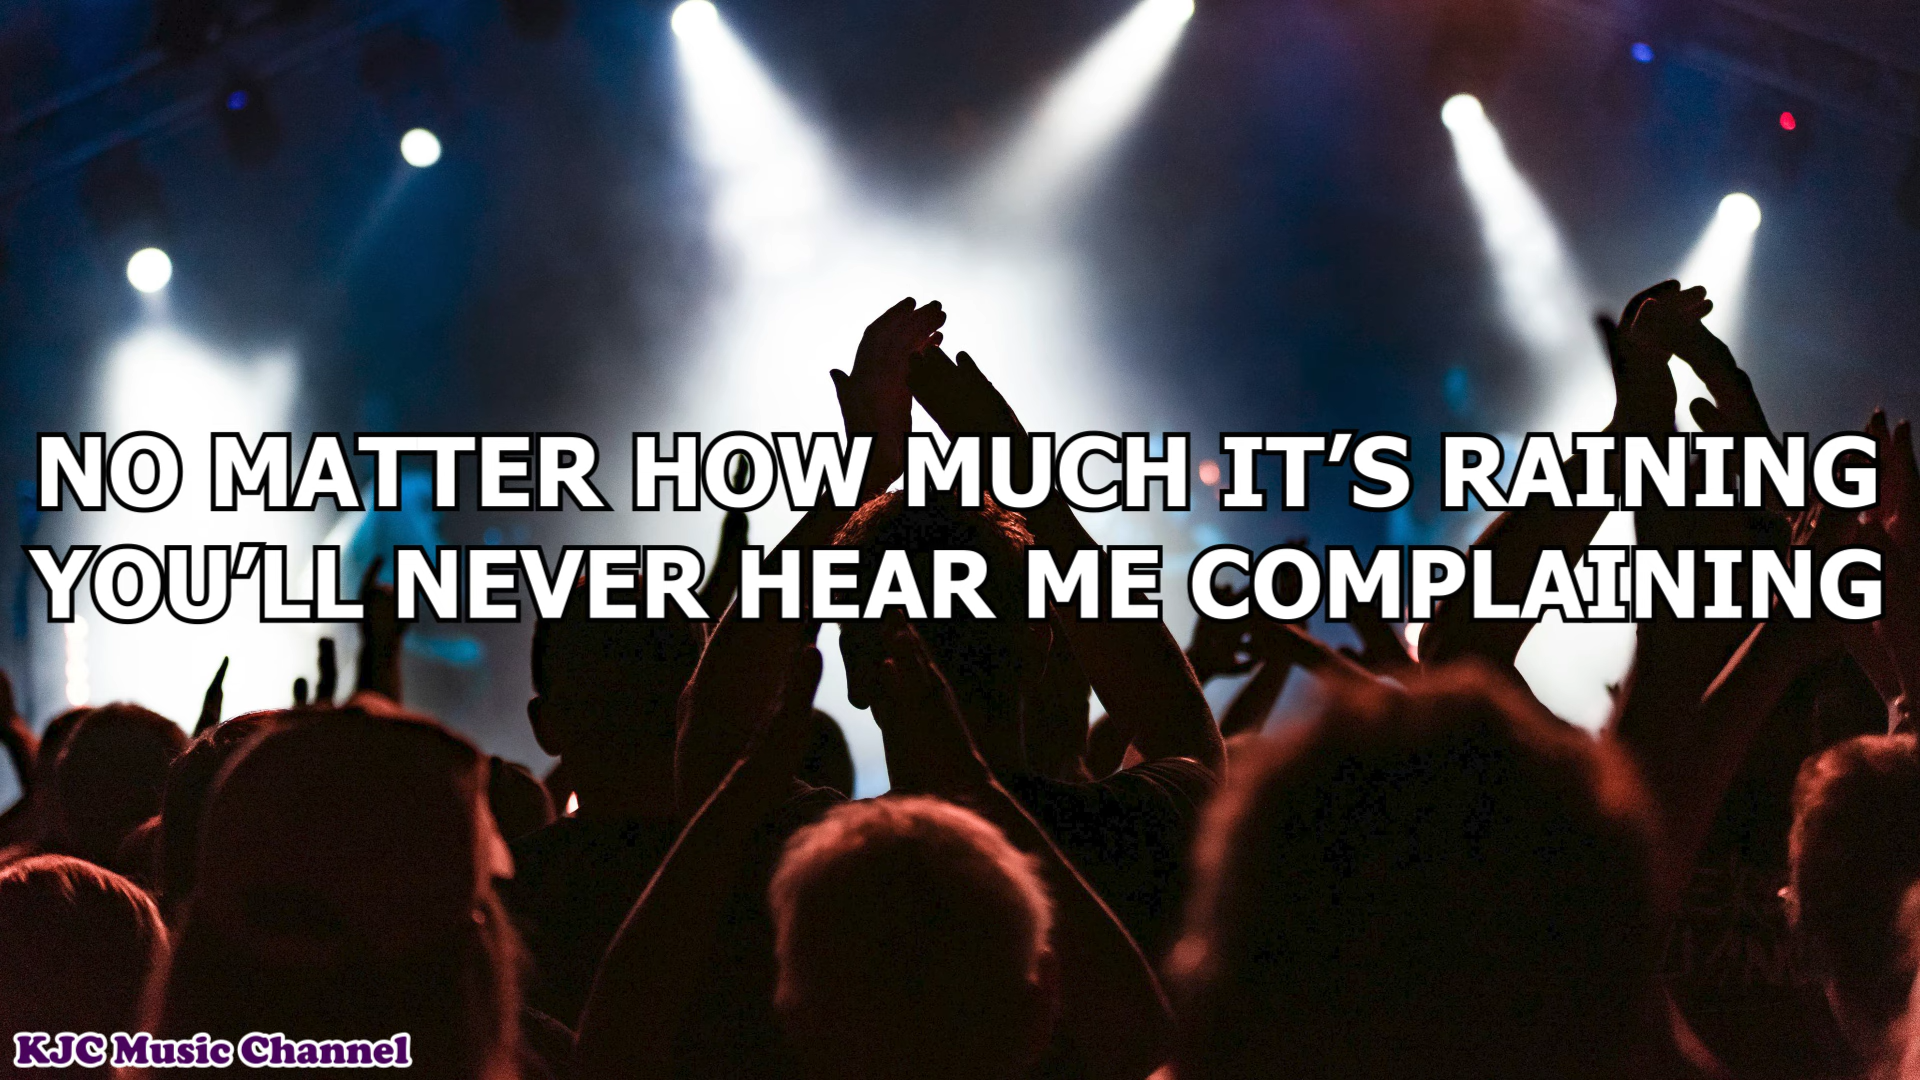 NO MATTER HOW MUCH IT’S RAINING
YOU’LL NEVER HEAR ME COMPLAINING
KJC Music Channel